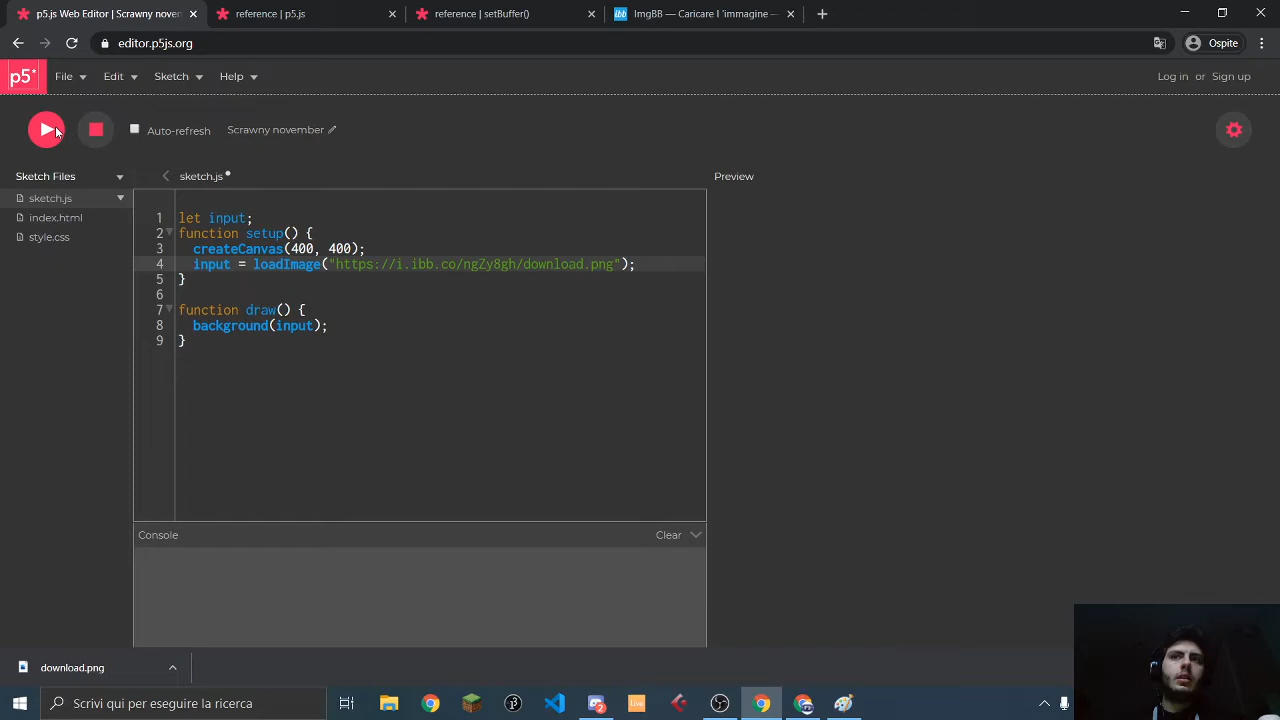 p5.js Web Editor | Scrawny noven
reference | p5.js
reference | setBuffer()
ibb ImgBB — Caricare l 'immagine —
editor.p5js.org
Ospite
p5* File Edit Sketch Help
Log in or Sign up
Auto-refresh Scrawny november
Sketch Files
sketch.js
Preview
sketch.js
index.html
style.css
1 let input;
2 function setup() {
3 createCanvas(400, 400);
4 input = loadImage("https://i.ibb.co/ngZy8gh/download.png");
5 }
6
7 function draw() {
8 background(input);
9 }
Console
Clear
download.png
Scrivi qui per eseguire la ricerca
Live